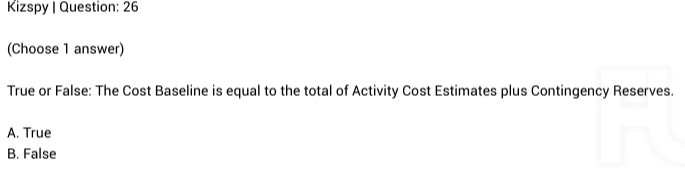 Kizspy | Question: 26
(Choose 1 answer)
True or False: The Cost Baseline is equal to the total of Activity Cost Estimates plus Contingency Reserves.
A. True
B. False